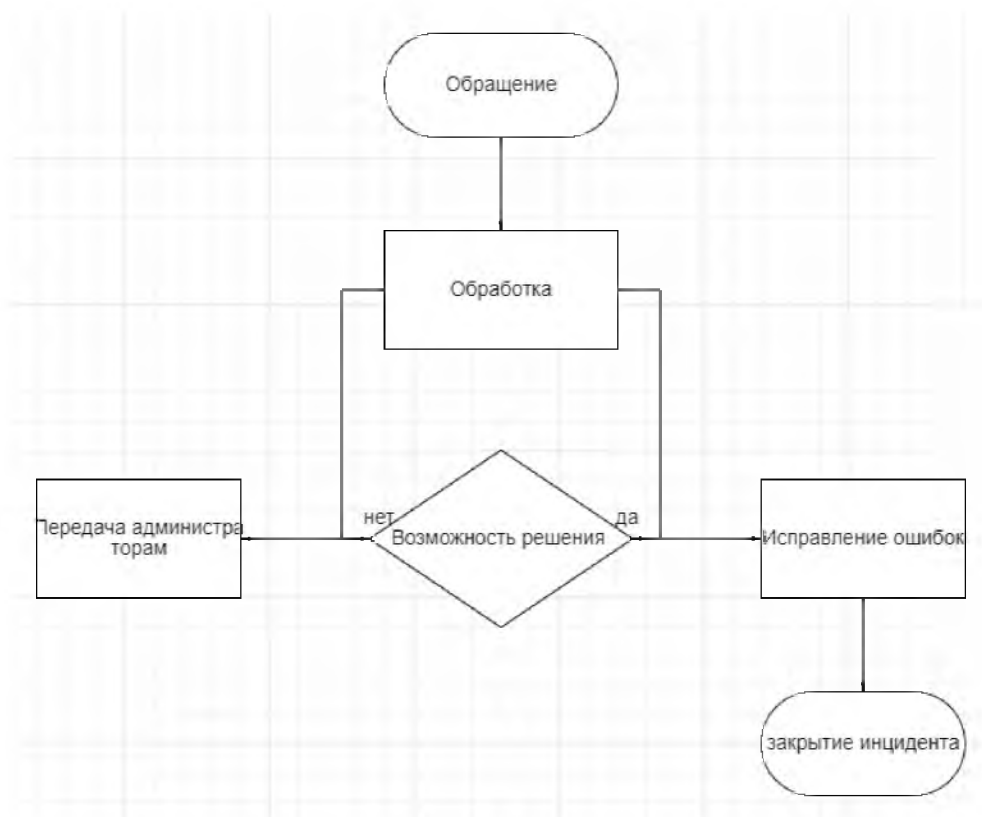 Обращение
Обработка
нет
да
Передача администра
торам
Возможность решения
Исправление ошибок
закрытие инцидента